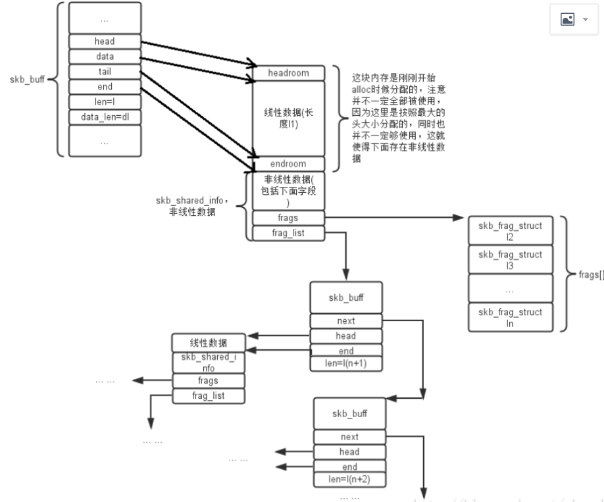 ...
head
data
tail
end
len=l
data_len=dl
...
skb_buff
headroom
线性数据(长
度l1)
endroom
非线性数据(
包括下面字段
)
frags
frag_list
这块内存是刚刚开始
alloc时候分配的，注意
并不一定全部被使用，
因为这里是按照最大的
头大小分配的，同时也
并不一定够使用，这就
使得下面存在非线性数
据
skb_shared_info，
非线性数据
skb_frag_struct
l2
skb_frag_struct
l3
...
skb_frag_struct
ln
frags[]
skb_buff
next
head
end
len=l(n+1)
线性数据
skb_shared_i
nfo
frags
frag_list
... ...
... ...
skb_buff
next
head
end
len=l(n+2)
... ...
... ...